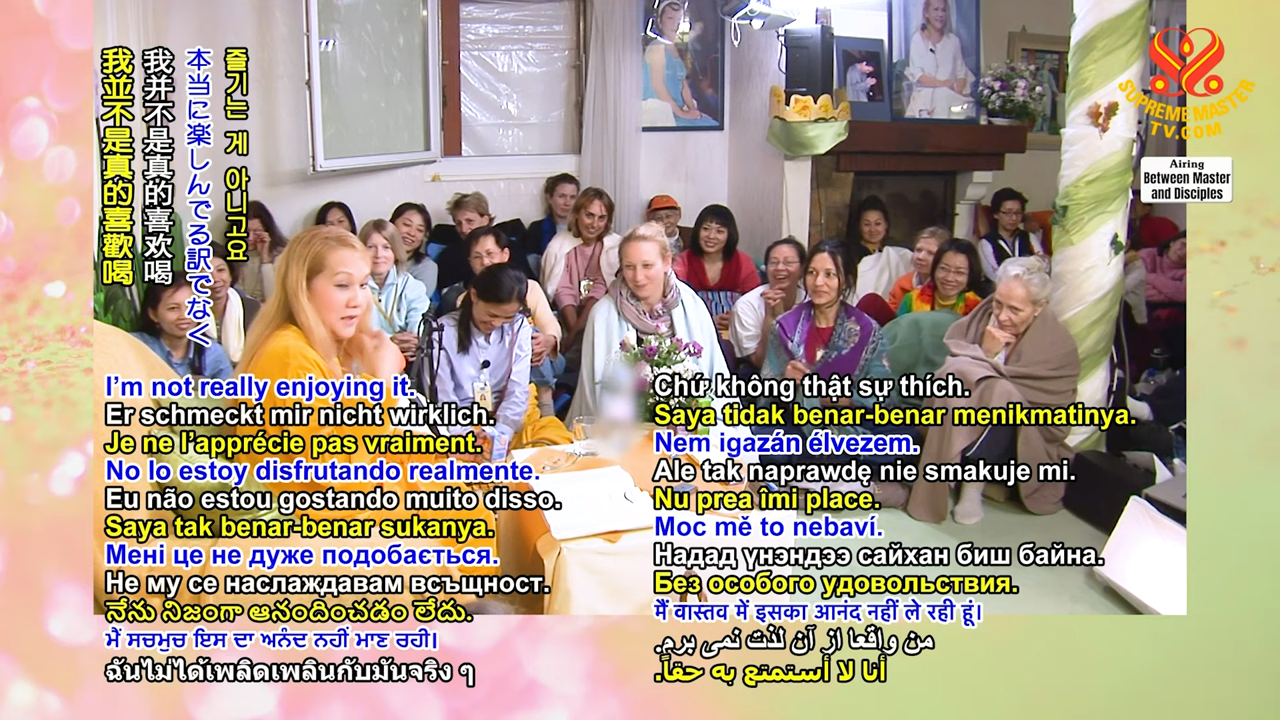 즐기는 게 아니고요
本当に楽しんでる訳でなく
我并不是真的喜欢喝
我並不是真的喜歡喝
SUPREME MASTER
TV.COM
Airing
Between Master
and Disciples
I'm not really enjoying it.
Er schmeckt mir nicht wirklich.
Je ne l'apprécie pas vraiment.
No lo estoy disfrutando realmente.
Eu não estou gostando muito disso.
Saya tak benar-benar sukanya.
Мені це не дуже подобається.
Не му се наслаждавам всъщност.
నేను నిజంగా ఆనందించడం లేదు.
ਮੈਂ ਸਚਮੁਚ ਇਸ ਦਾ ਅਨੰਦ ਨਹੀਂ ਮਾਣ ਰਹੀ।
ฉันไม่ได้เพลิดเพลินกับมันจริง ๆ
Chứ không thật sự thích.
Saya tidak benar-benar menikmatinya.
Nem igazán élvezem.
Ale tak naprawdę nie smakuje mi.
Nu prea îmi place.
Moc mě to nebaví.
Надад үнэндээ сайхан биш байна.
Без особого удовольствия.
मैं वास्तव में इसका आनंद नहीं ले रही हूं।
من واقعا از آن لذت نمی برم.
أنا لا أستمتع به حقاً.